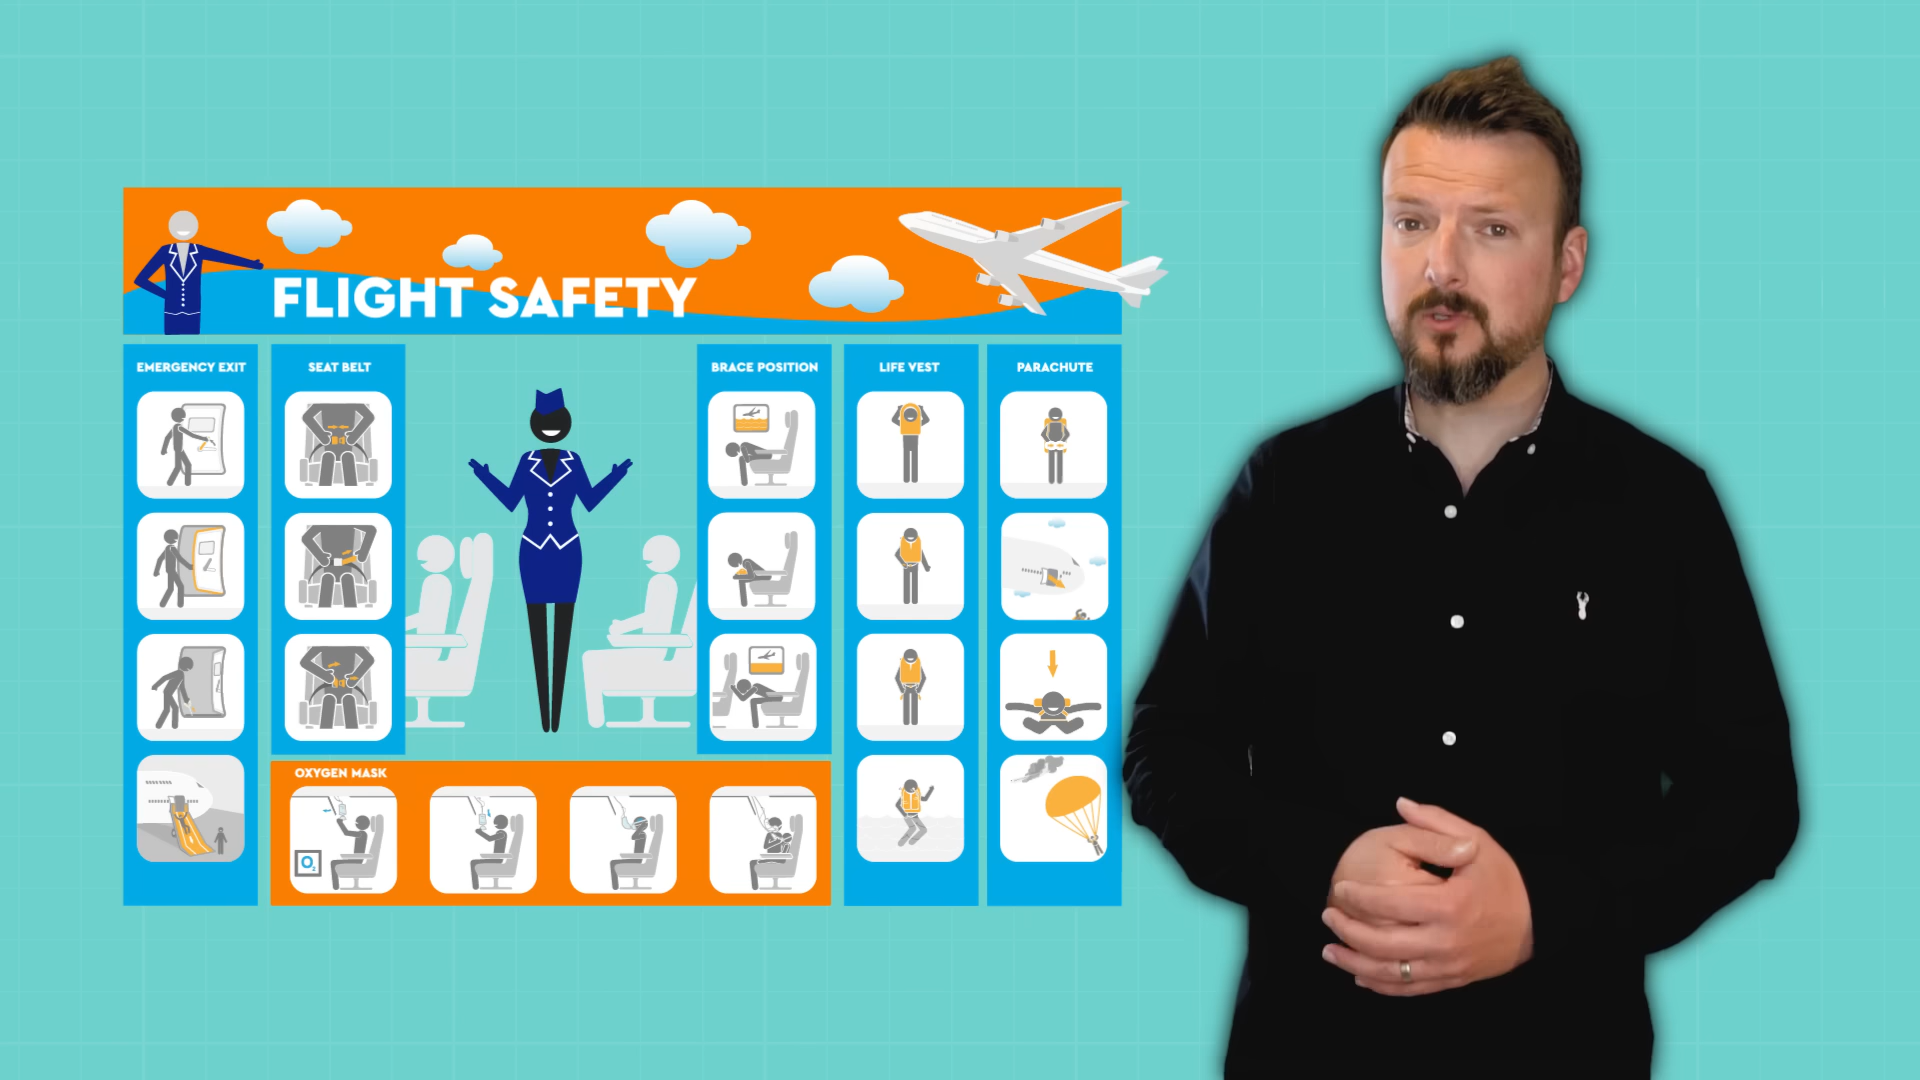 FLIGHT SAFETY
EMERGENCY EXIT
SEAT BELT
BRACE POSITION
LIFE VEST
PARACHUTE
OXYGEN MASK
O₂